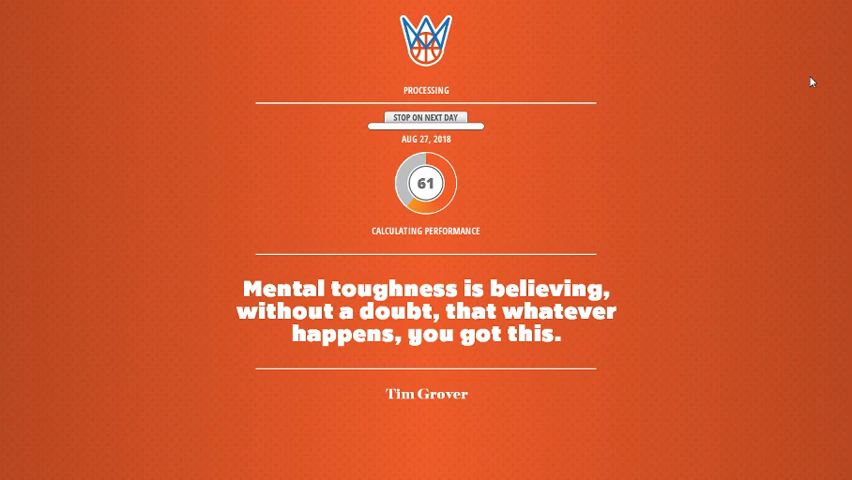 PROCESSING
STOP ON NEXT DAY
AUG 27, 2018
61
CALCULATING PERFORMANCE
Mental toughness is believing,
without a doubt, that whatever
happens, you got this.
Tim Grover